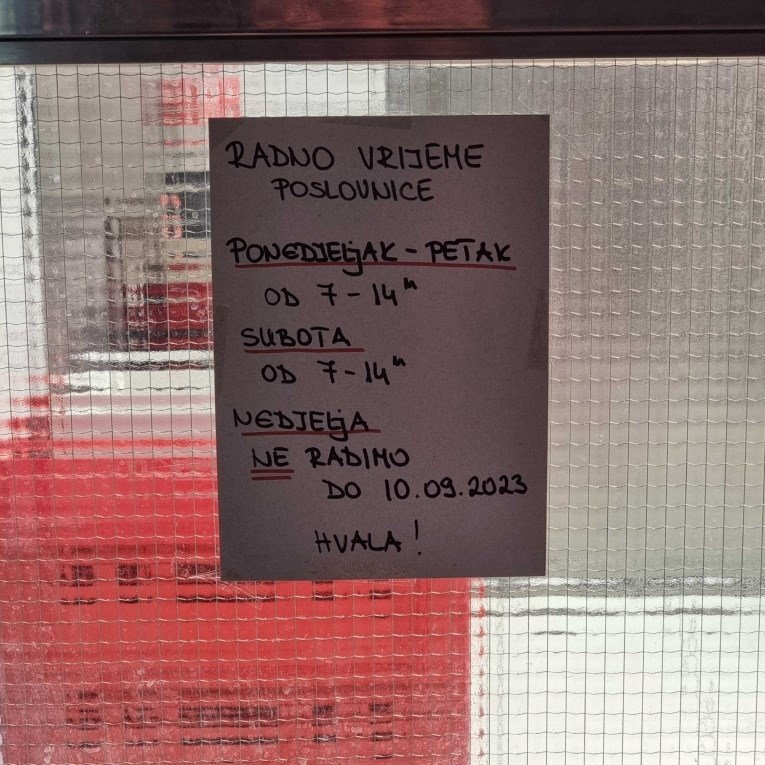 RADNO VRIJEME
POSLOVNICE
PONEDJELjAK - PETAK
OD 7-14h
SUBOTA
OD 7-14h
NEDJELjA
NE RADIMO
DO 10.09.2023
HVALA!